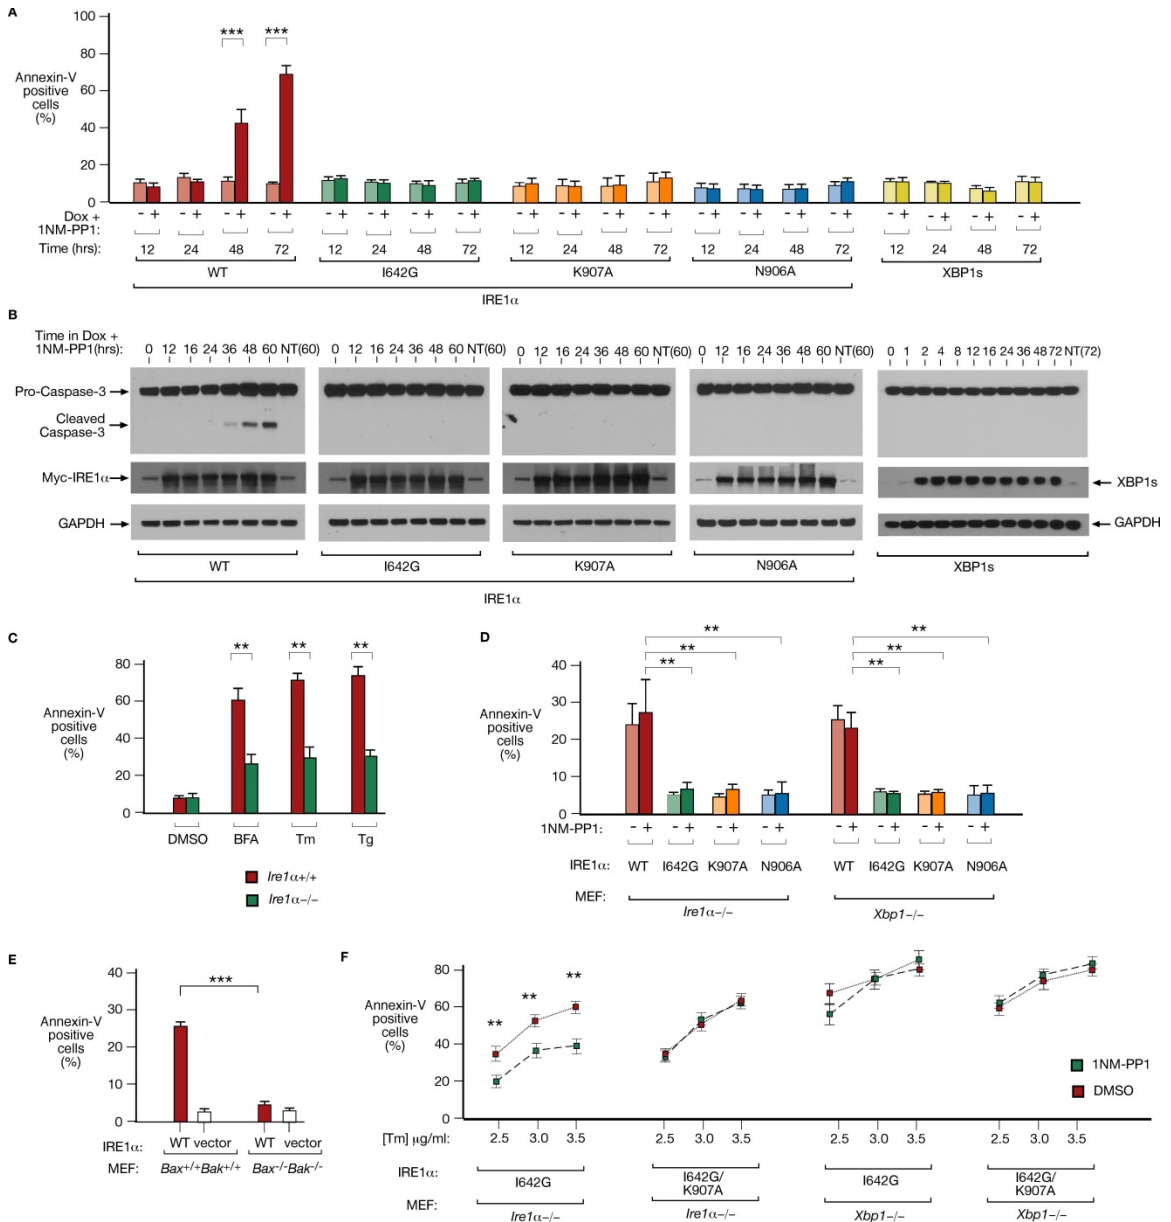 A
100
80
60
40
20
0
Annexin-V
positive
cells
(%)
*** ***
Dox +
1NM-PP1:
- + - + - + - + - + - + - + - + - + - + - + - + - + - + - + - + - + - + - + - +
Time (hrs): 12 24 48 72 12 24 48 72 12 24 48 72 12 24 48 72 12 24 48 72
WT I642G K907A N906A XBP1s
IRE1α
B
Time in Dox +
1NM-PP1(hrs):
0 12 16 24 36 48 60 NT(60) 0 12 16 24 36 48 60 NT(60) 0 12 16 24 36 48 60 NT(60) 0 12 16 24 36 48 60 NT(60) 0 1 2 4 8 12 16 24 36 48 72 NT(72)
Pro-Caspase-3
Cleaved
Caspase-3
Myc-IRE1α
XBP1s
GAPDH
GAPDH
WT I642G K907A N906A XBP1s
IRE1α
C
80
60
40
20
0
Annexin-V
positive
cells
(%)
** ** **
DMSO BFA Tm Tg
Ire1α+/+
Ire1α−/−
D
40
30
20
10
0
Annexin-V
positive
cells
(%)
** **
** **
** **
1NM-PP1: - + - + - + - + - + - + - + - +
IRE1α: WT I642G K907A N906A WT I642G K907A N906A
MEF: Ire1α−/− Xbp1−/−
E
40
30
20
10
0
Annexin-V
positive
cells
(%)
***
IRE1α: WT vector WT vector
MEF: Bax+/+Bak+/+ Bax-/-Bak-/-
F
80
60
40
20
0
Annexin-V
positive
cells
(%)
** ** **
1NM-PP1
DMSO
[Tm] µg/ml: 2.5 3.0 3.5 2.5 3.0 3.5 2.5 3.0 3.5 2.5 3.0 3.5
IRE1α: I642G I642G/ K907A I642G I642G/ K907A
MEF: Ire1α−/− Ire1α−/− Xbp1−/− Xbp1−/−